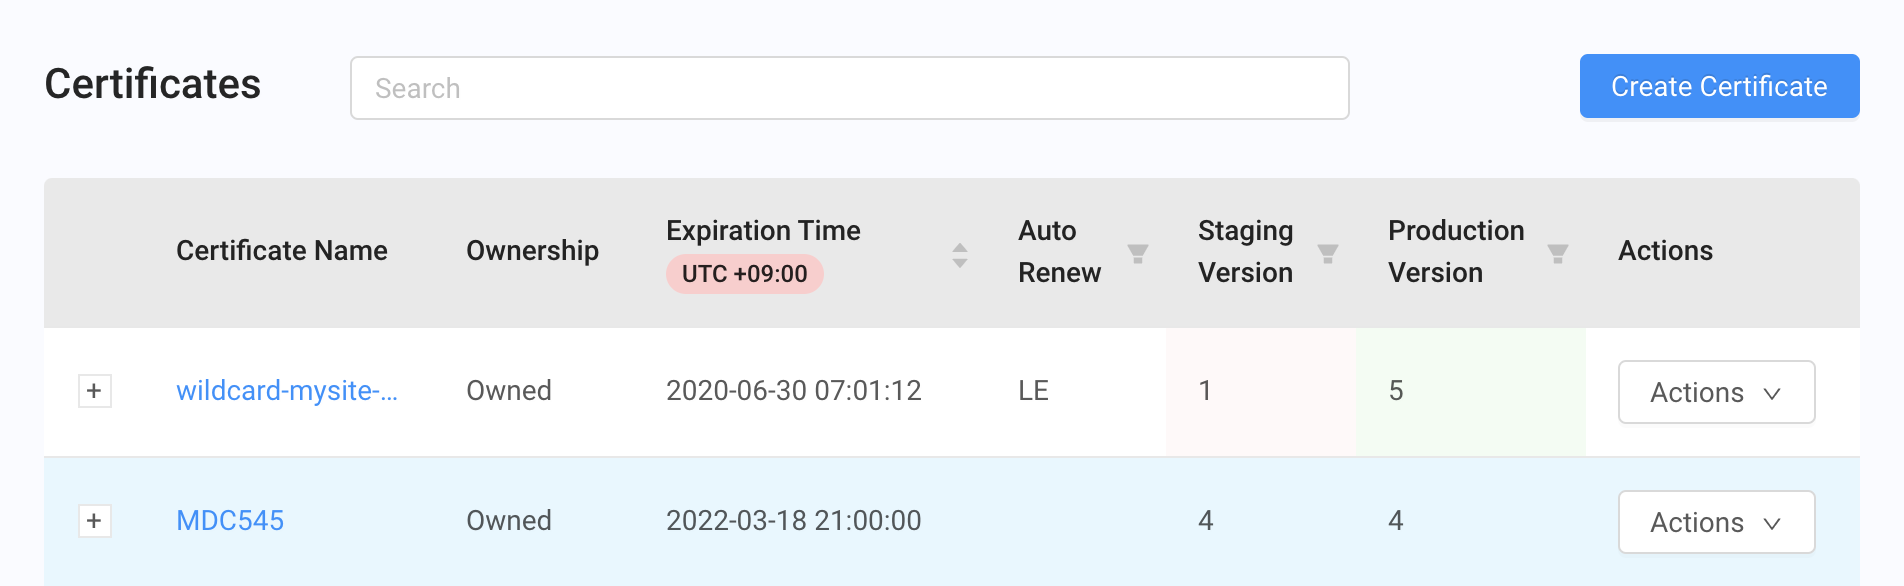 Certificates
Search
Create Certificate
Certificate Name
Ownership
Expiration Time
UTC +09:00
Auto
Renew
Staging
Version
Production
Version
Actions
+
wildcard-mysite-...
Owned
2020-06-30 07:01:12
LE
1
5
Actions
+
MDC545
Owned
2022-03-18 21:00:00
4
4
Actions